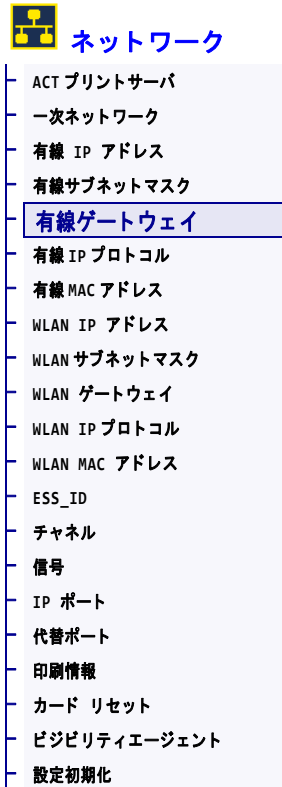 ネットワーク
ACT プリントサーバ
一次ネットワーク
有線 IP アドレス
有線サブネットマスク
有線ゲートウェイ
有線 IP プロトコル
有線 MAC アドレス
WLAN IP アドレス
WLAN サブネットマスク
WLAN ゲートウェイ
WLAN IP プロトコル
WLAN MAC アドレス
ESS_ID
チャネル
信号
IP ポート
代替ポート
印刷情報
カード リセット
ビジビリティエージェント
設定初期化